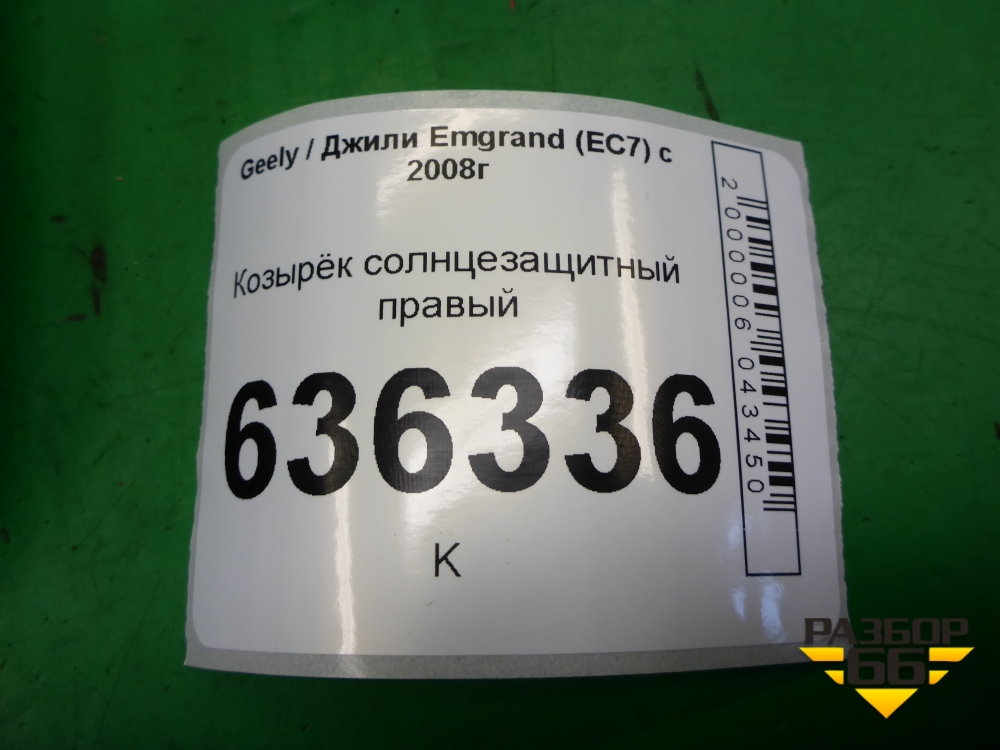 Geely / Джили Emgrand (EC7) с
2008г
Козырёк солнцезащитный
правый
636336
К
2000006043450
РАЗБОР
66